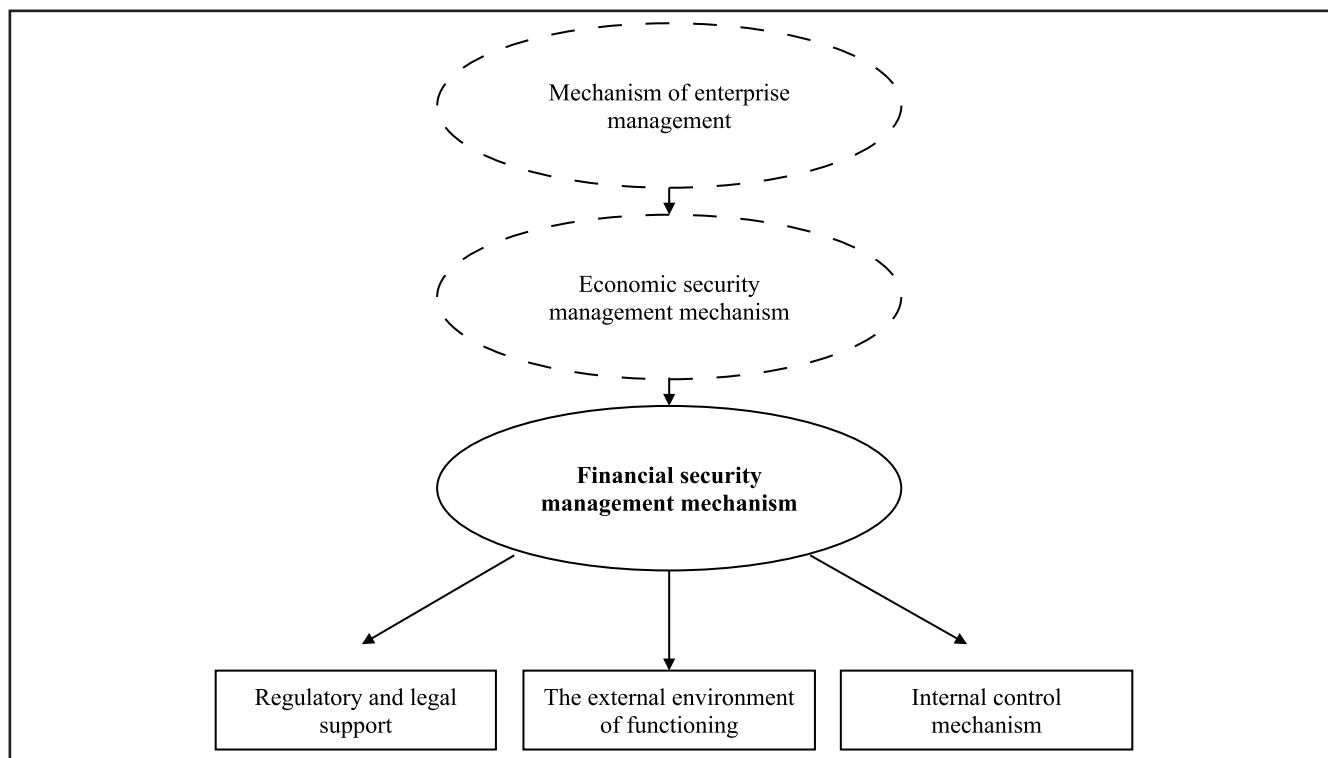 Mechanism of enterprise
management
Economic security
management mechanism
Financial security
management mechanism
Regulatory and legal
support
The external environment
of functioning
Internal control
mechanism